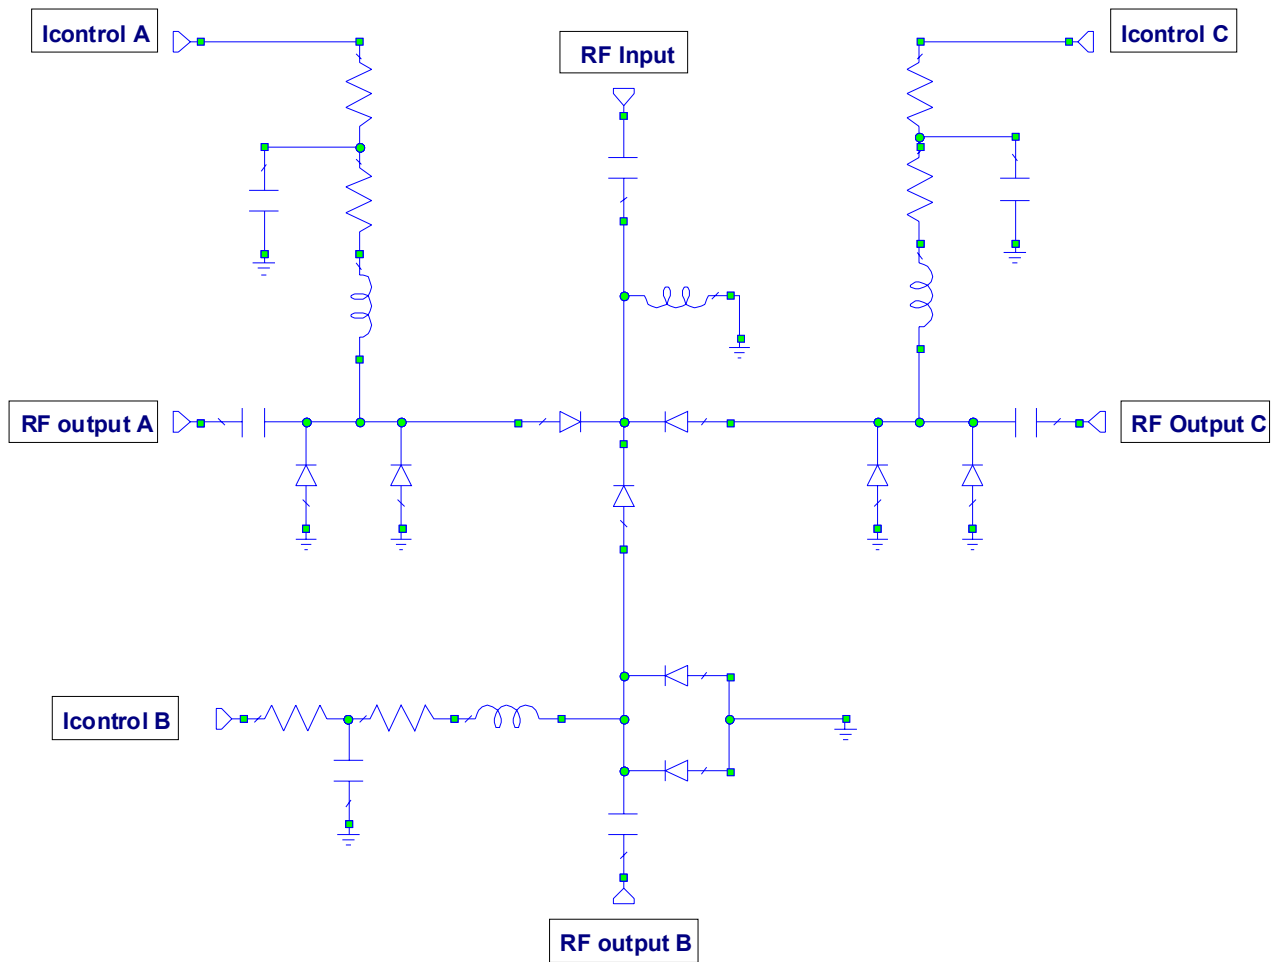 Icontrol A
RF Input
Icontrol C
RF output A
RF Output C
Icontrol B
RF output B